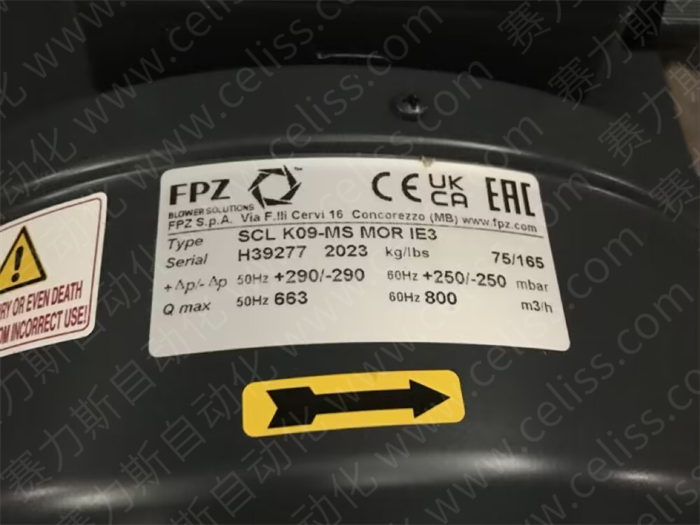 FPZ
BLOWER SOLUTIONS
CE UK CA EAC
FPZ S.p.A. Via F.lli Cervi 16 Concorezzo (MB) www.fpz.com
Type SCL K09-MS MOR IE3
Serial H39277 2023 kg/lbs 75/165
+Δp/-Δp 50Hz +290/-290 60Hz +250/-250 mbar
Q max 50Hz 663 60Hz 800 m3/h
RY OR EVEN DEATH
OM INCORRECT USE!
赛力斯自动化 www.celiss.com